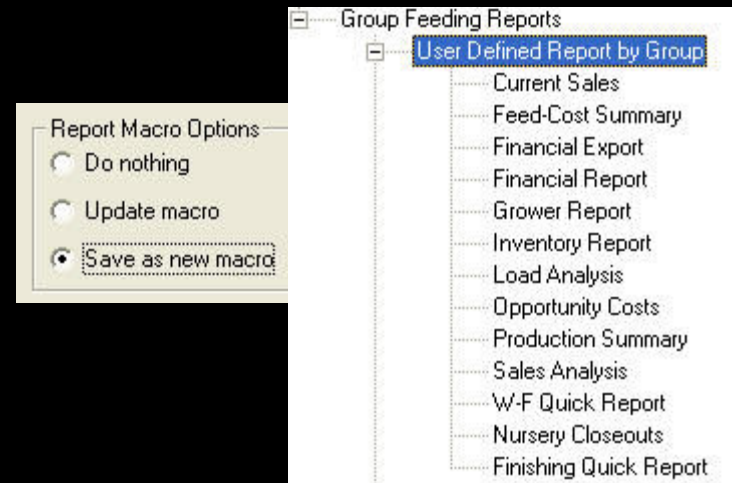 Report Macro Options
Do nothing
Update macro
Save as new macro
Group Feeding Reports
User Defined Report by Group
Current Sales
Feed-Cost Summary
Financial Export
Financial Report
Grower Report
Inventory Report
Load Analysis
Opportunity Costs
Production Summary
Sales Analysis
W-F Quick Report
Nursery Closeouts
Finishing Quick Report